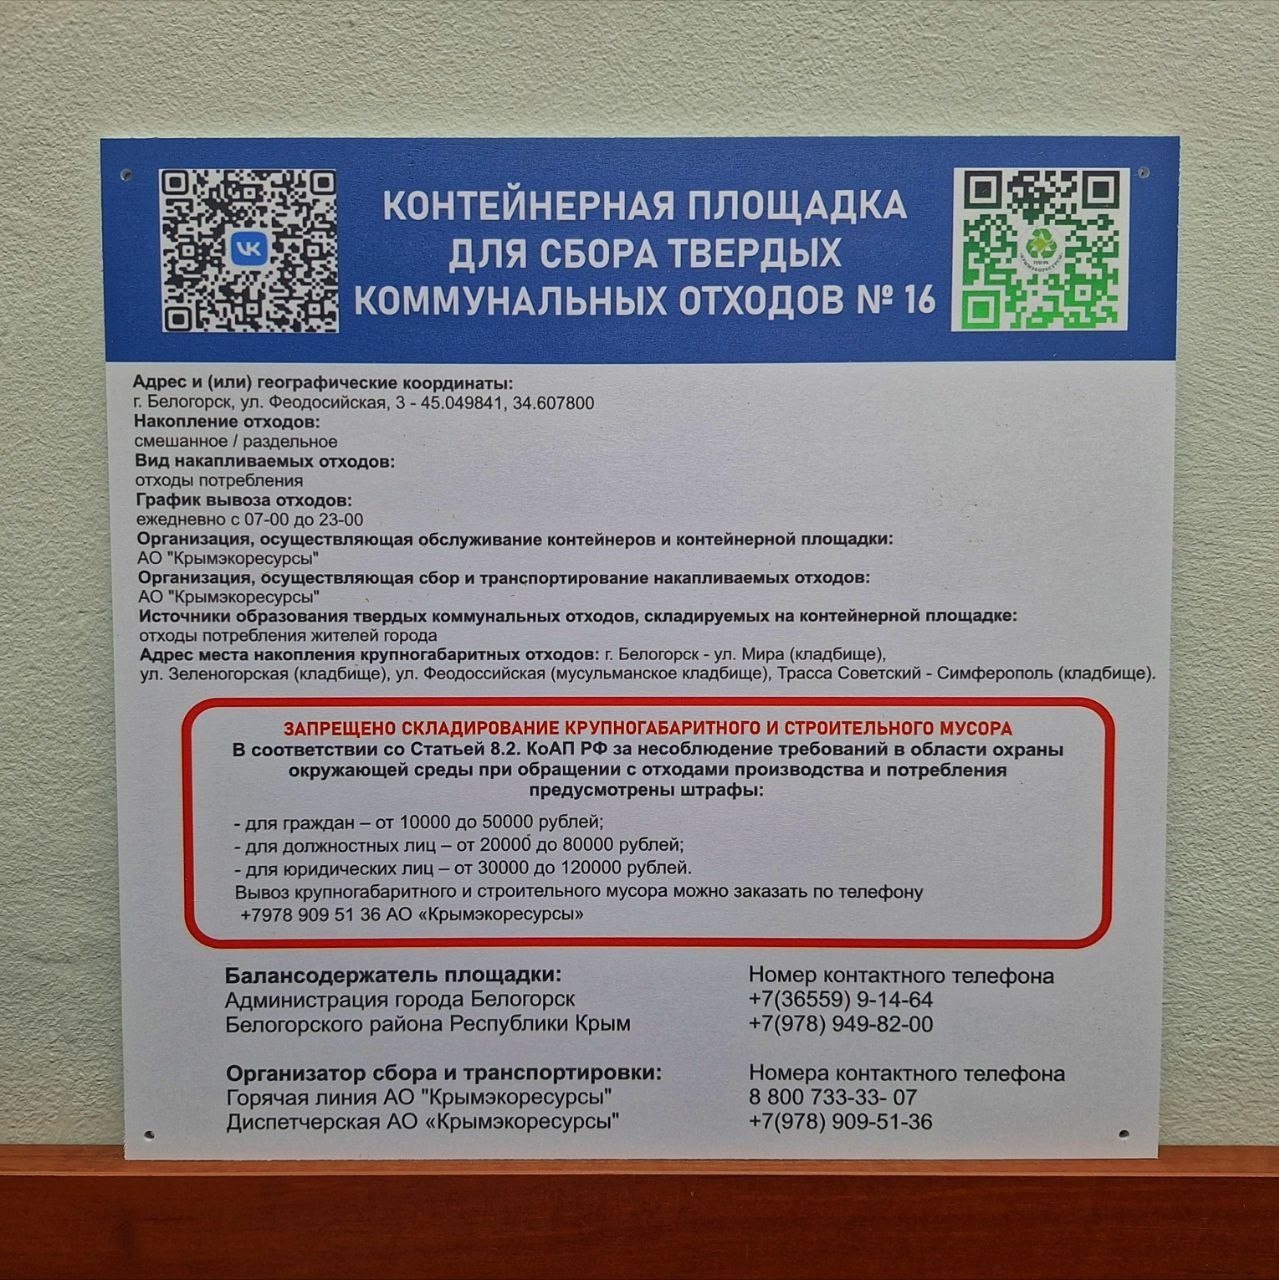 КОНТЕЙНЕРНАЯ ПЛОЩАДКА
ДЛЯ СБОРА ТВЕРДЫХ
КОММУНАЛЬНЫХ ОТХОДОВ № 16
Адрес и (или) географические координаты:
г. Белогорск, ул. Феодосийская, 3 - 45.049841, 34.607800
Накопление отходов:
смешанное / раздельное
Вид накапливаемых отходов:
отходы потребления
График вывоза отходов:
ежедневно с 07-00 до 23-00
Организация, осуществляющая обслуживание контейнеров и контейнерной площадки:
АО "Крымэкоресурсы"
Организация, осуществляющая сбор и транспортирование накапливаемых отходов:
АО "Крымэкоресурсы"
Источники образования твердых коммунальных отходов, складируемых на контейнерной площадке:
отходы потребления жителей города
Адрес места накопления крупногабаритных отходов: г. Белогорск - ул. Мира (кладбище),
ул. Зеленогорская (кладбище), ул. Феодоссийская (мусульманское кладбище), Трасса Советский - Симферополь (кладбище).
ЗАПРЕЩЕНО СКЛАДИРОВАНИЕ КРУПНОГАБАРИТНОГО И СТРОИТЕЛЬНОГО МУСОРА
В соответствии со Статьей 8.2. КоАП РФ за несоблюдение требований в области охраны
окружающей среды при обращении с отходами производства и потребления
предусмотрены штрафы:
- для граждан – от 10000 до 50000 рублей;
- для должностных лиц – от 20000 до 80000 рублей;
- для юридических лиц – от 30000 до 120000 рублей.
Вывоз крупногабаритного и строительного мусора можно заказать по телефону
+7978 909 51 36 АО «Крымэкоресурсы»
Балансодержатель площадки:
Администрация города Белогорск
Белогорского района Республики Крым
Номер контактного телефона
+7(36559) 9-14-64
+7(978) 949-82-00
Организатор сбора и транспортировки:
Горячая линия АО "Крымэкоресурсы"
Диспетчерская АО «Крымэкоресурсы"
Номера контактного телефона
8 800 733-33- 07
+7(978) 909-51-36